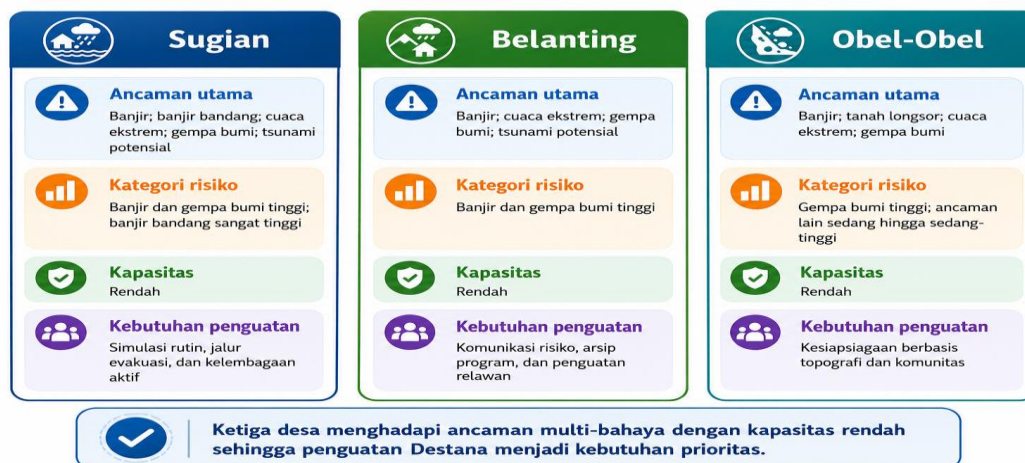 Sugian
Ancaman utama
Banjir; banjir bandang; cuaca
ekstrem; gempa bumi; tsunami
potensial
Kategori risiko
Banjir dan gempa bumi tinggi;
banjir bandang sangat tinggi
Kapasitas
Rendah
Kebutuhan penguatan
Simulasi rutin, jalur
evakuasi, dan kelembagaan
aktif
Belanting
Ancaman utama
Banjir; cuaca ekstrem; gempa
bumi; tsunami potensial
Kategori risiko
Banjir dan gempa bumi tinggi
Kapasitas
Rendah
Kebutuhan penguatan
Komunikasi risiko, arsip
program, dan penguatan
relawan
Obel-Obel
Ancaman utama
Banjir; tanah longsor; cuaca
ekstrem; gempa bumi
Kategori risiko
Gempa bumi tinggi; ancaman
lain sedang hingga sedang-
tinggi
Kapasitas
Rendah
Kebutuhan penguatan
Kesiapsiagaan berbasis
topografi dan komunitas
Ketiga desa menghadapi ancaman multi-bahaya dengan kapasitas rendah
sehingga penguatan Destana menjadi kebutuhan prioritas.